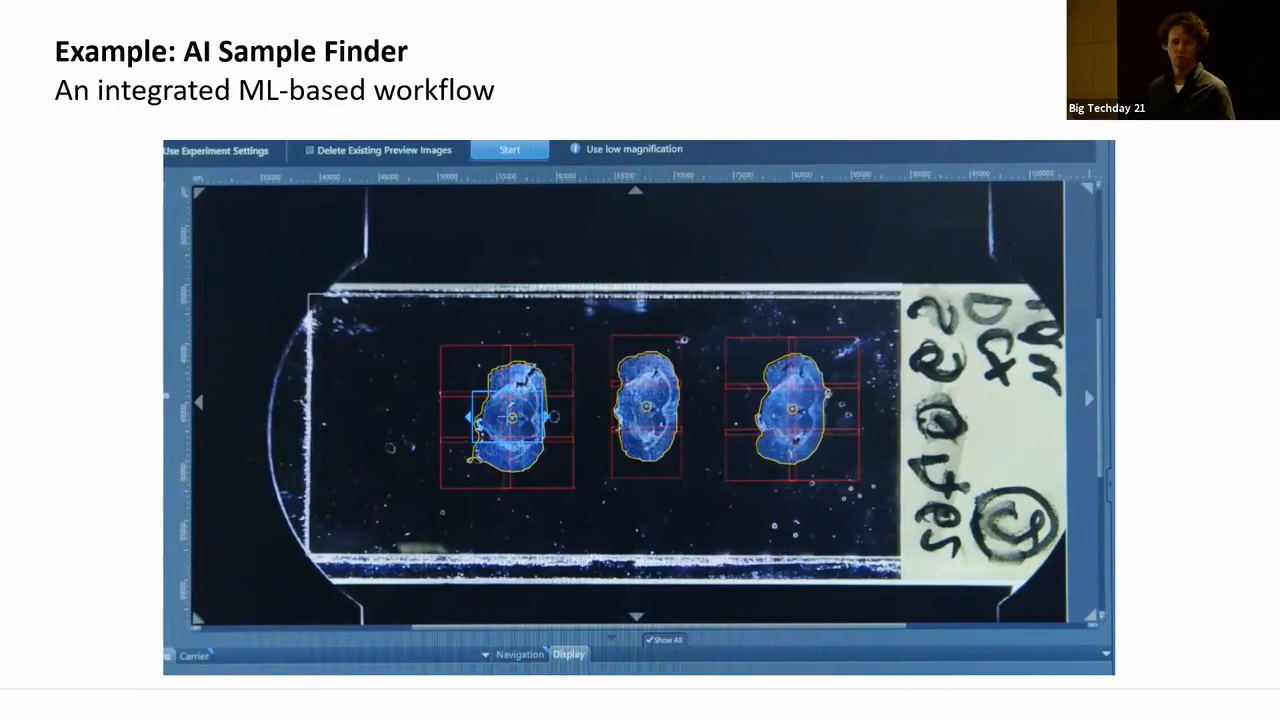 Example: AI Sample Finder
An integrated ML-based workflow
Big Techday 21
Use Experiment Settings
Delete Existing Preview Images
Start
Use low magnification
Show All
Carrier
Navigation
Display